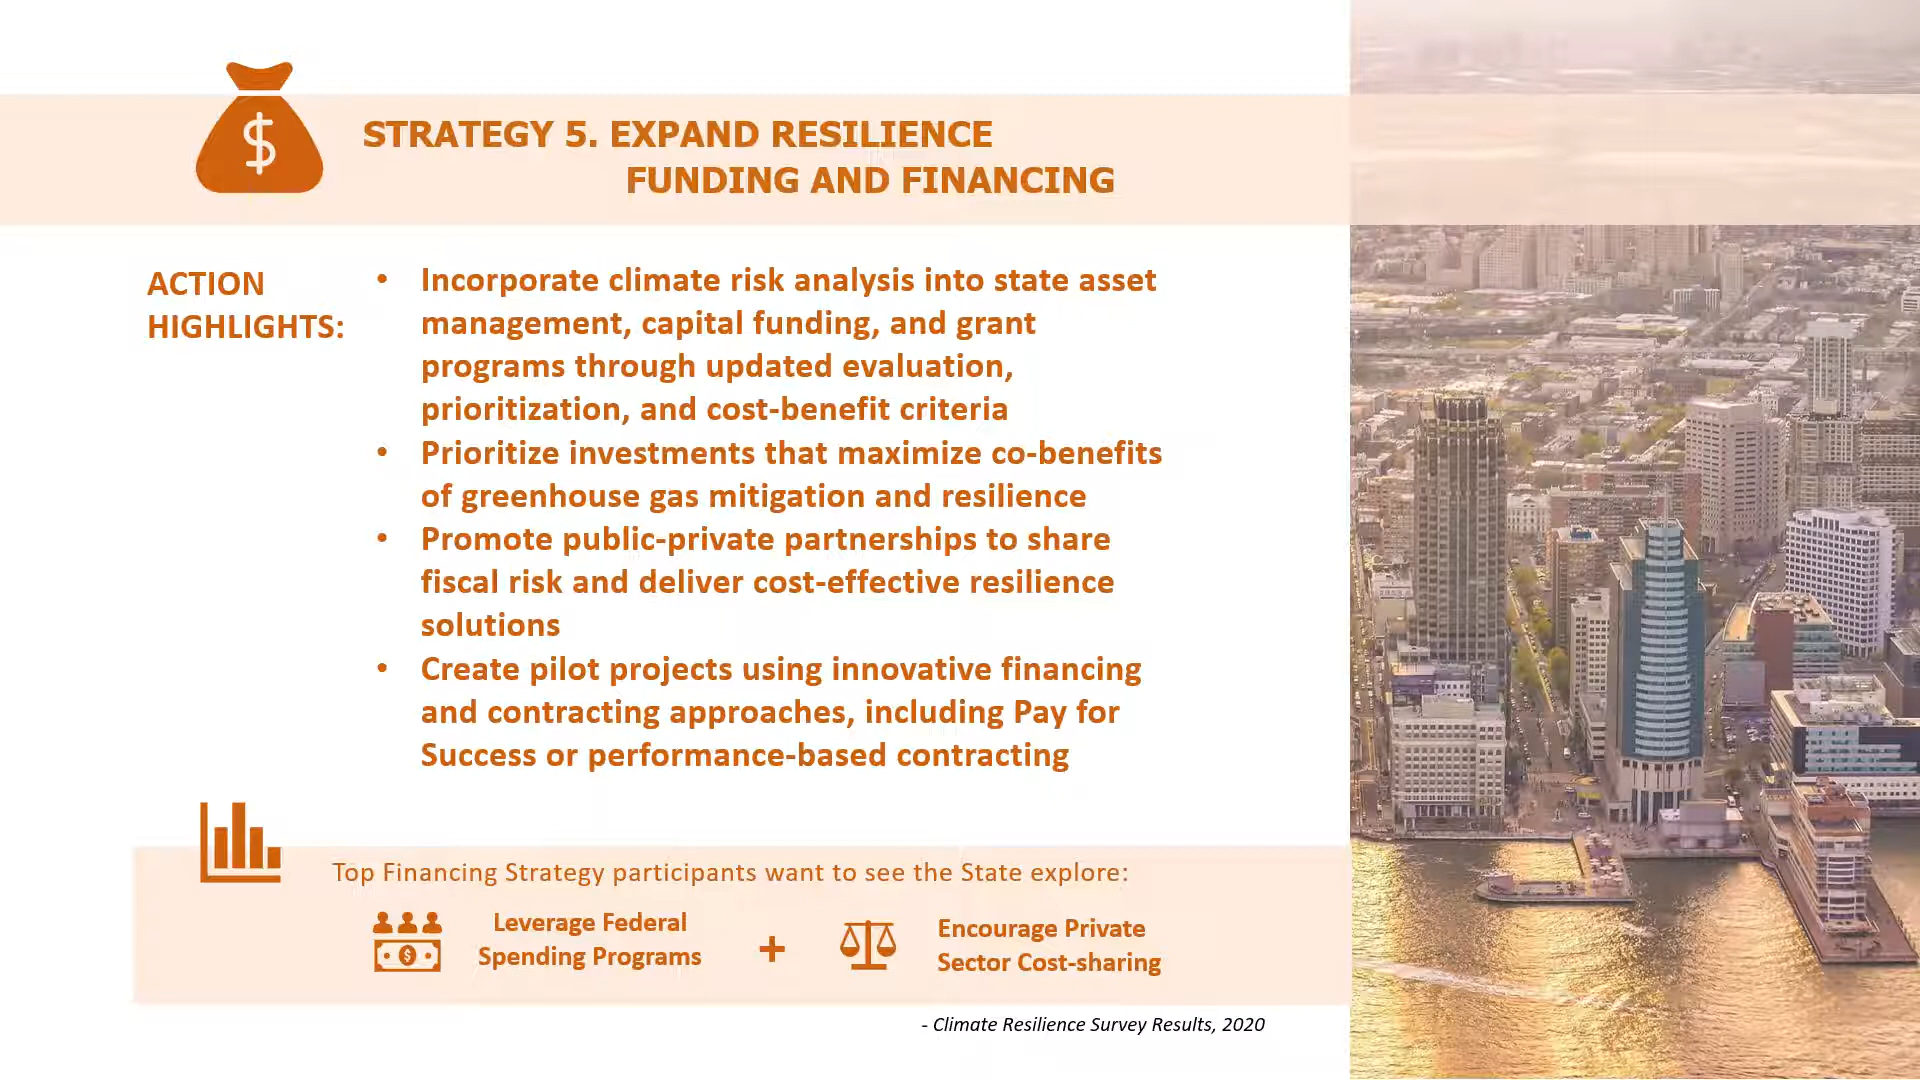 STRATEGY 5. EXPAND RESILIENCE
FUNDING AND FINANCING
ACTION
HIGHLIGHTS:
• Incorporate climate risk analysis into state asset
management, capital funding, and grant
programs through updated evaluation,
prioritization, and cost-benefit criteria
• Prioritize investments that maximize co-benefits
of greenhouse gas mitigation and resilience
• Promote public-private partnerships to share
fiscal risk and deliver cost-effective resilience
solutions
• Create pilot projects using innovative financing
and contracting approaches, including Pay for
Success or performance-based contracting
Top Financing Strategy participants want to see the State explore:
Leverage Federal
Spending Programs
+
Encourage Private
Sector Cost-sharing
- Climate Resilience Survey Results, 2020